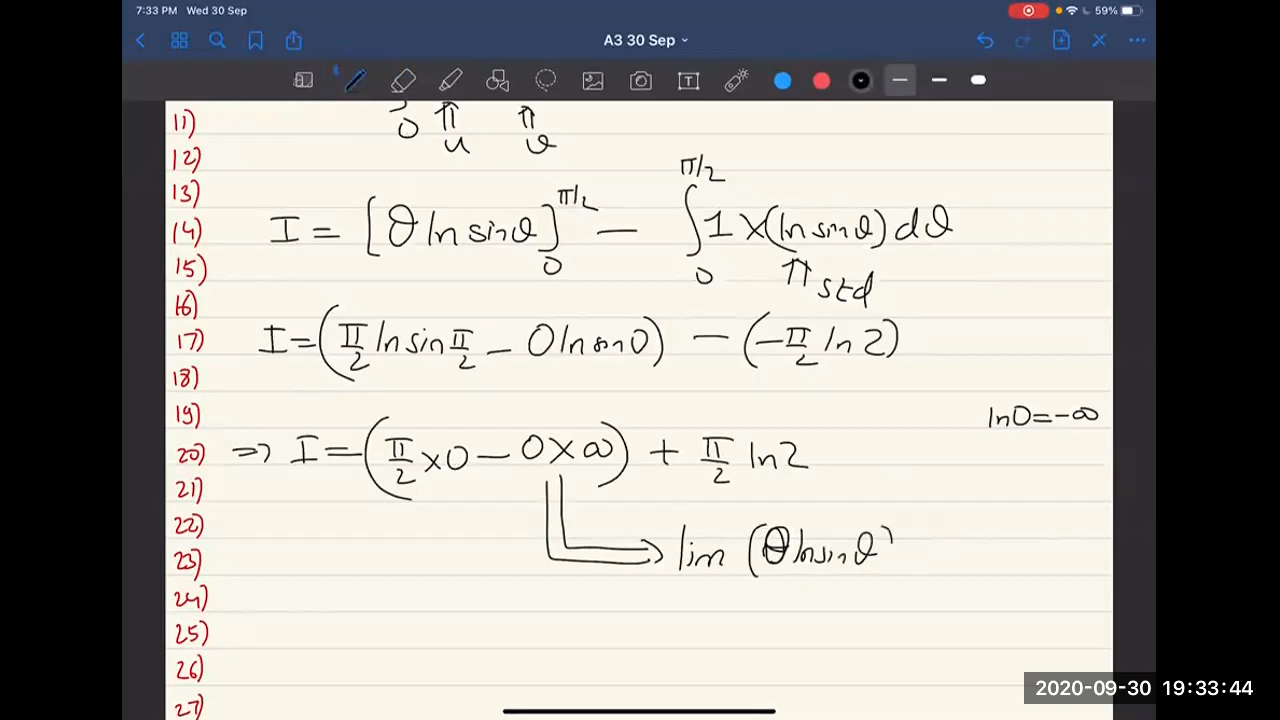 7:33 PM Wed 30 Sep
59%
A3 30 Sep
11) 0 π π
u v
12)
13)
14) I = [θ ln sinθ]₀^π/2 − ∫₀^π/2 1 × (ln sinθ) dθ
15) π std
16)
17) I = (π/2 ln sin π/2 − 0 ln sin 0) − (−π/2 ln 2)
18)
19) ln 0 = −∞
20) ⇒ I = (π/2 × 0 − 0 × ∞) + π/2 ln 2
21)
22)
23) lim (θ ln sinθ)
24)
25)
26)
27)
2020-09-30 19:33:44